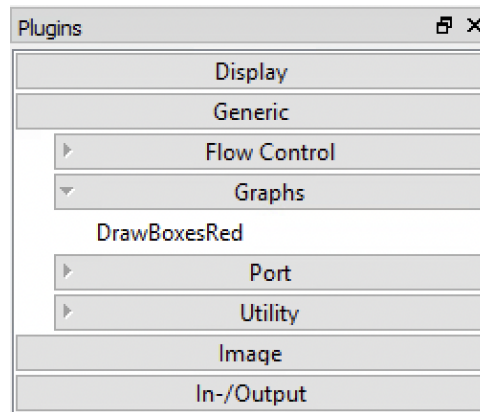 Plugins
Display
Generic
Flow Control
Graphs
DrawBoxesRed
Port
Utility
Image
In-/Output